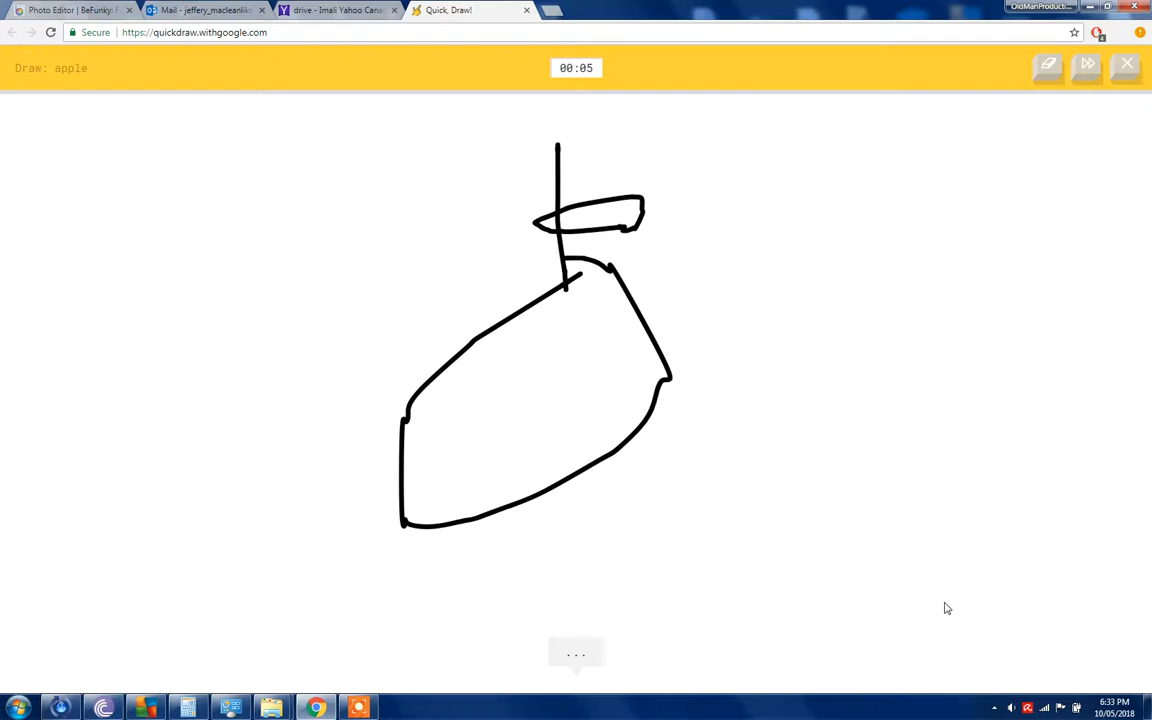 Photo Editor | BeFunky: F
Mail - jeffery_macleanlik
drive - Imali Yahoo Cana
Quick, Draw!
OldManProducti...
Secure | https://quickdraw.withgoogle.com
Draw: apple
00:05
...
6:33 PM
10/05/2018